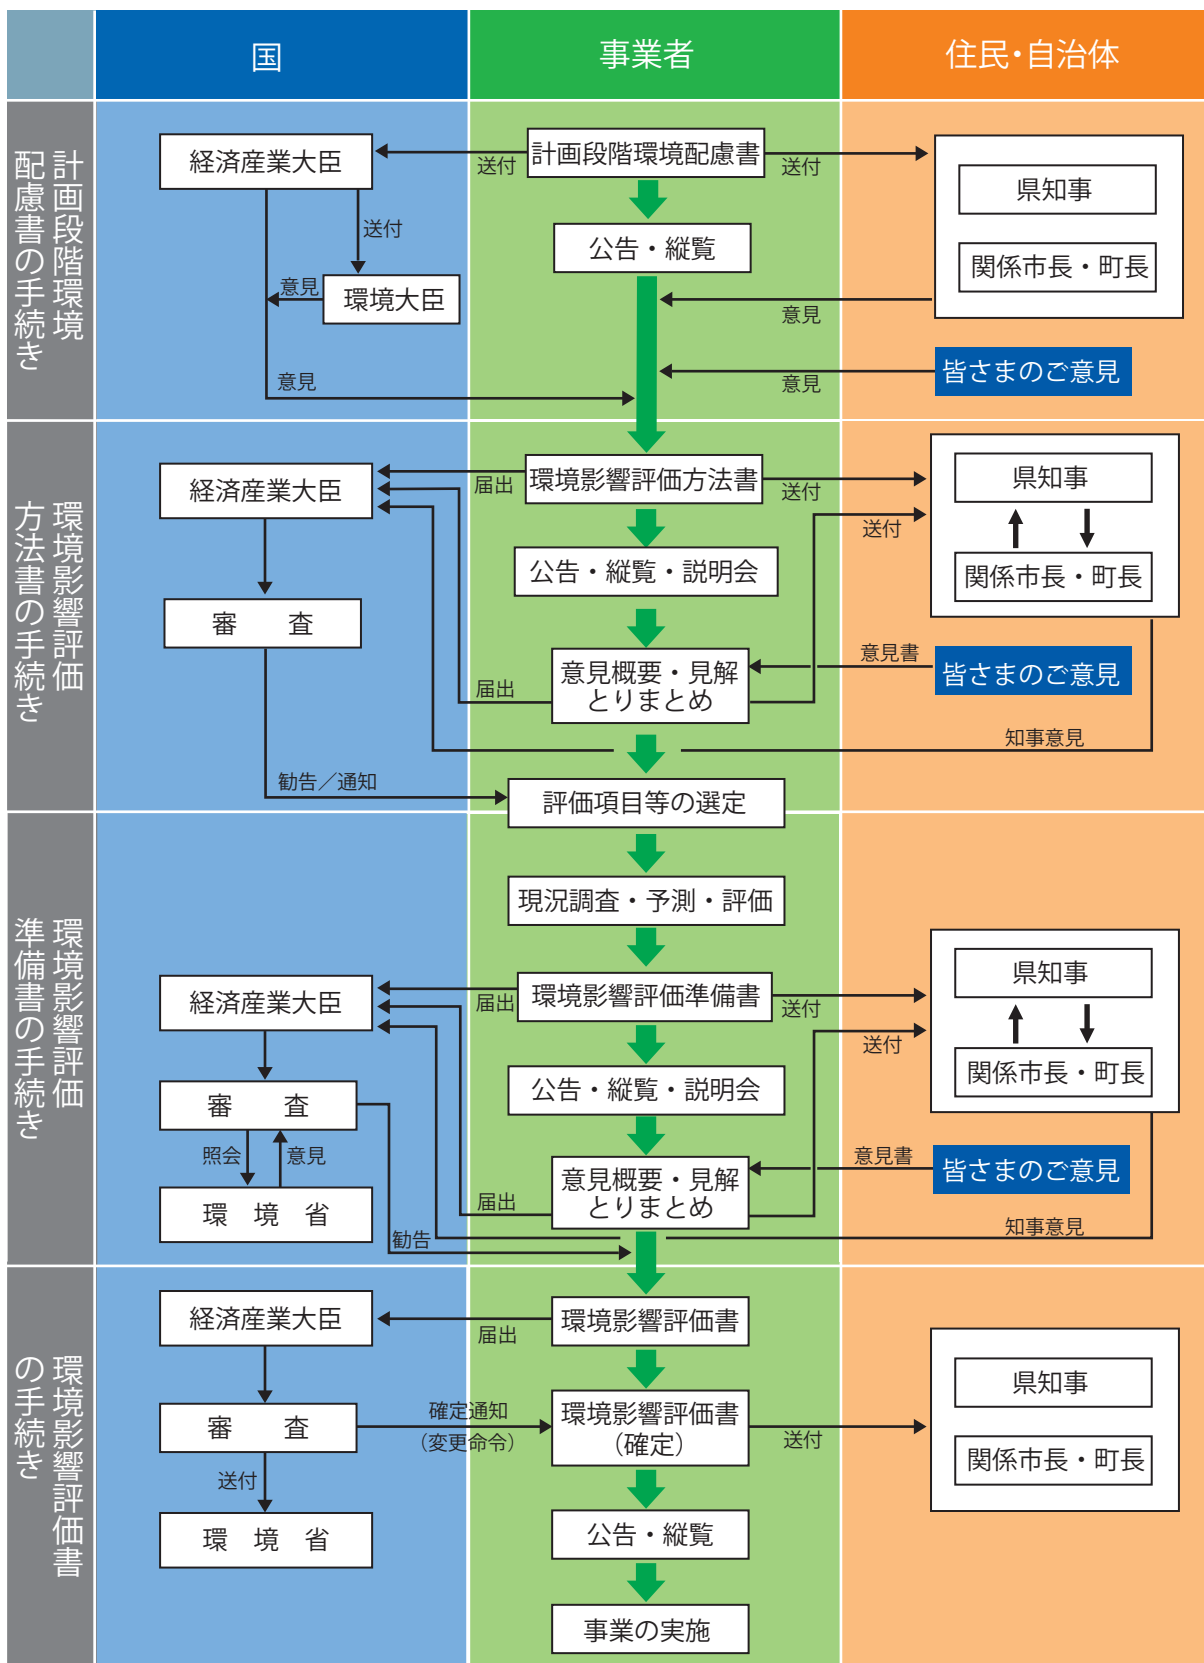 国
事業者
住民・自治体
計画段階環境
配慮書の手続き
経済産業大臣
送付
計画段階環境配慮書
送付
県知事
関係市長・町長
送付
公告・縦覧
意見
環境大臣
意見
意見
意見
皆さまのご意見
環境影響評価
方法書の手続き
経済産業大臣
届出
環境影響評価方法書
送付
県知事
送付
関係市長・町長
公告・縦覧・説明会
審　査
意見概要・見解
とりまとめ
届出
意見書
皆さまのご意見
知事意見
勧告／通知
評価項目等の選定
環境影響評価
準備書の手続き
現況調査・予測・評価
経済産業大臣
届出
環境影響評価準備書
送付
県知事
送付
関係市長・町長
公告・縦覧・説明会
審　査
照会
意見
環　境　省
意見概要・見解
とりまとめ
届出
意見書
皆さまのご意見
知事意見
勧告
環境影響評価書
の手続き
経済産業大臣
届出
環境影響評価書
県知事
関係市長・町長
審　査
確定通知
（変更命令）
環境影響評価書
（確定）
送付
送付
環　境　省
公告・縦覧
事業の実施